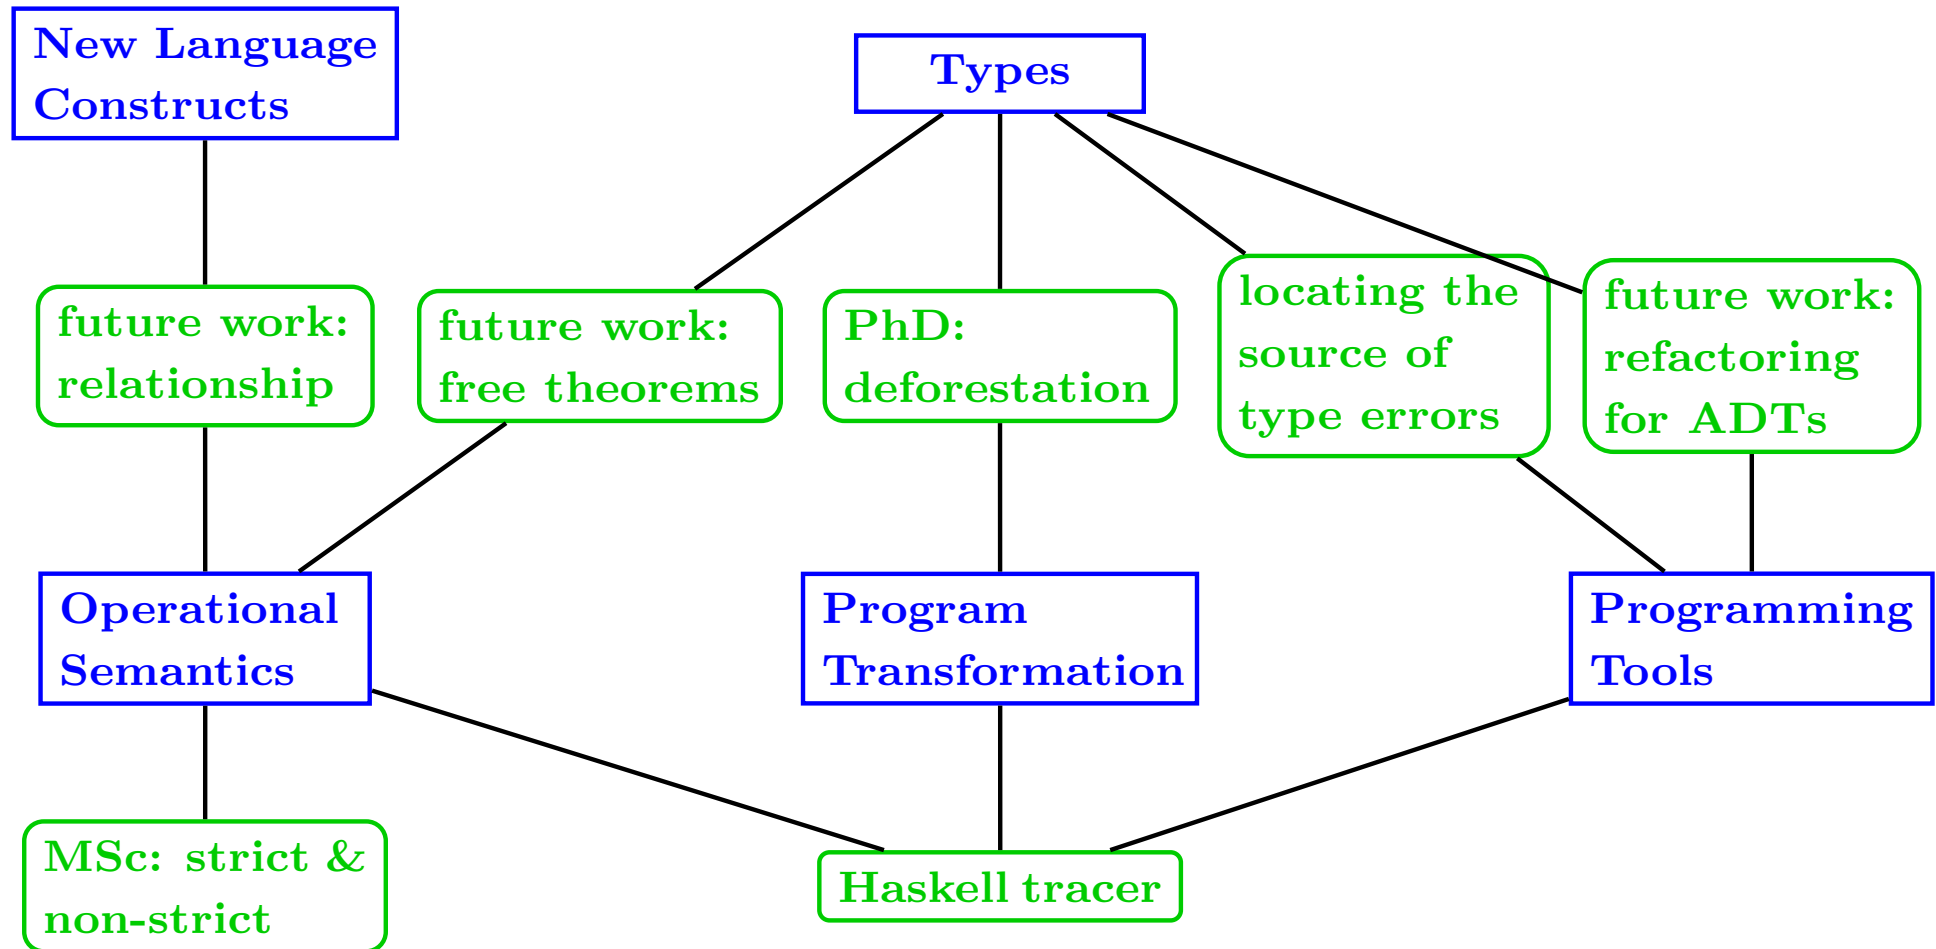 New Language
Constructs
Types
future work:
relationship
future work:
free theorems
PhD:
deforestation
locating the
source of
type errors
future work:
refactoring
for ADTs
Operational
Semantics
Program
Transformation
Programming
Tools
MSc: strict &
non-strict
Haskell tracer